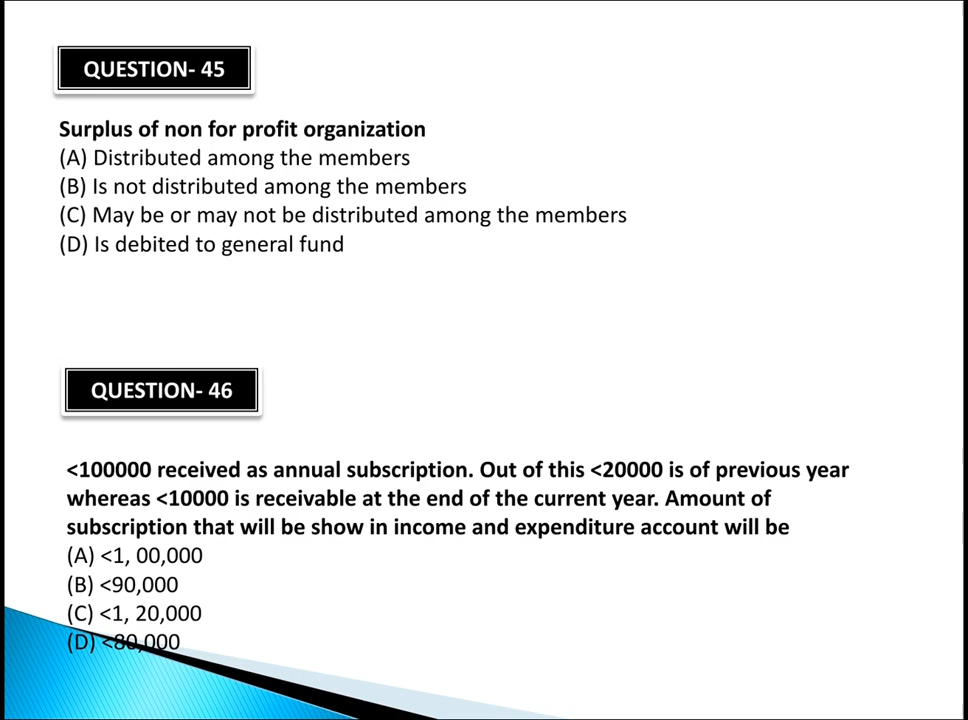 QUESTION- 45
Surplus of non for profit organization
(A) Distributed among the members
(B) Is not distributed among the members
(C) May be or may not be distributed among the members
(D) Is debited to general fund
QUESTION- 46
<100000 received as annual subscription. Out of this <20000 is of previous year
whereas <10000 is receivable at the end of the current year. Amount of
subscription that will be show in income and expenditure account will be
(A) <1, 00,000
(B) <90,000
(C) <1, 20,000
(D) <80,000